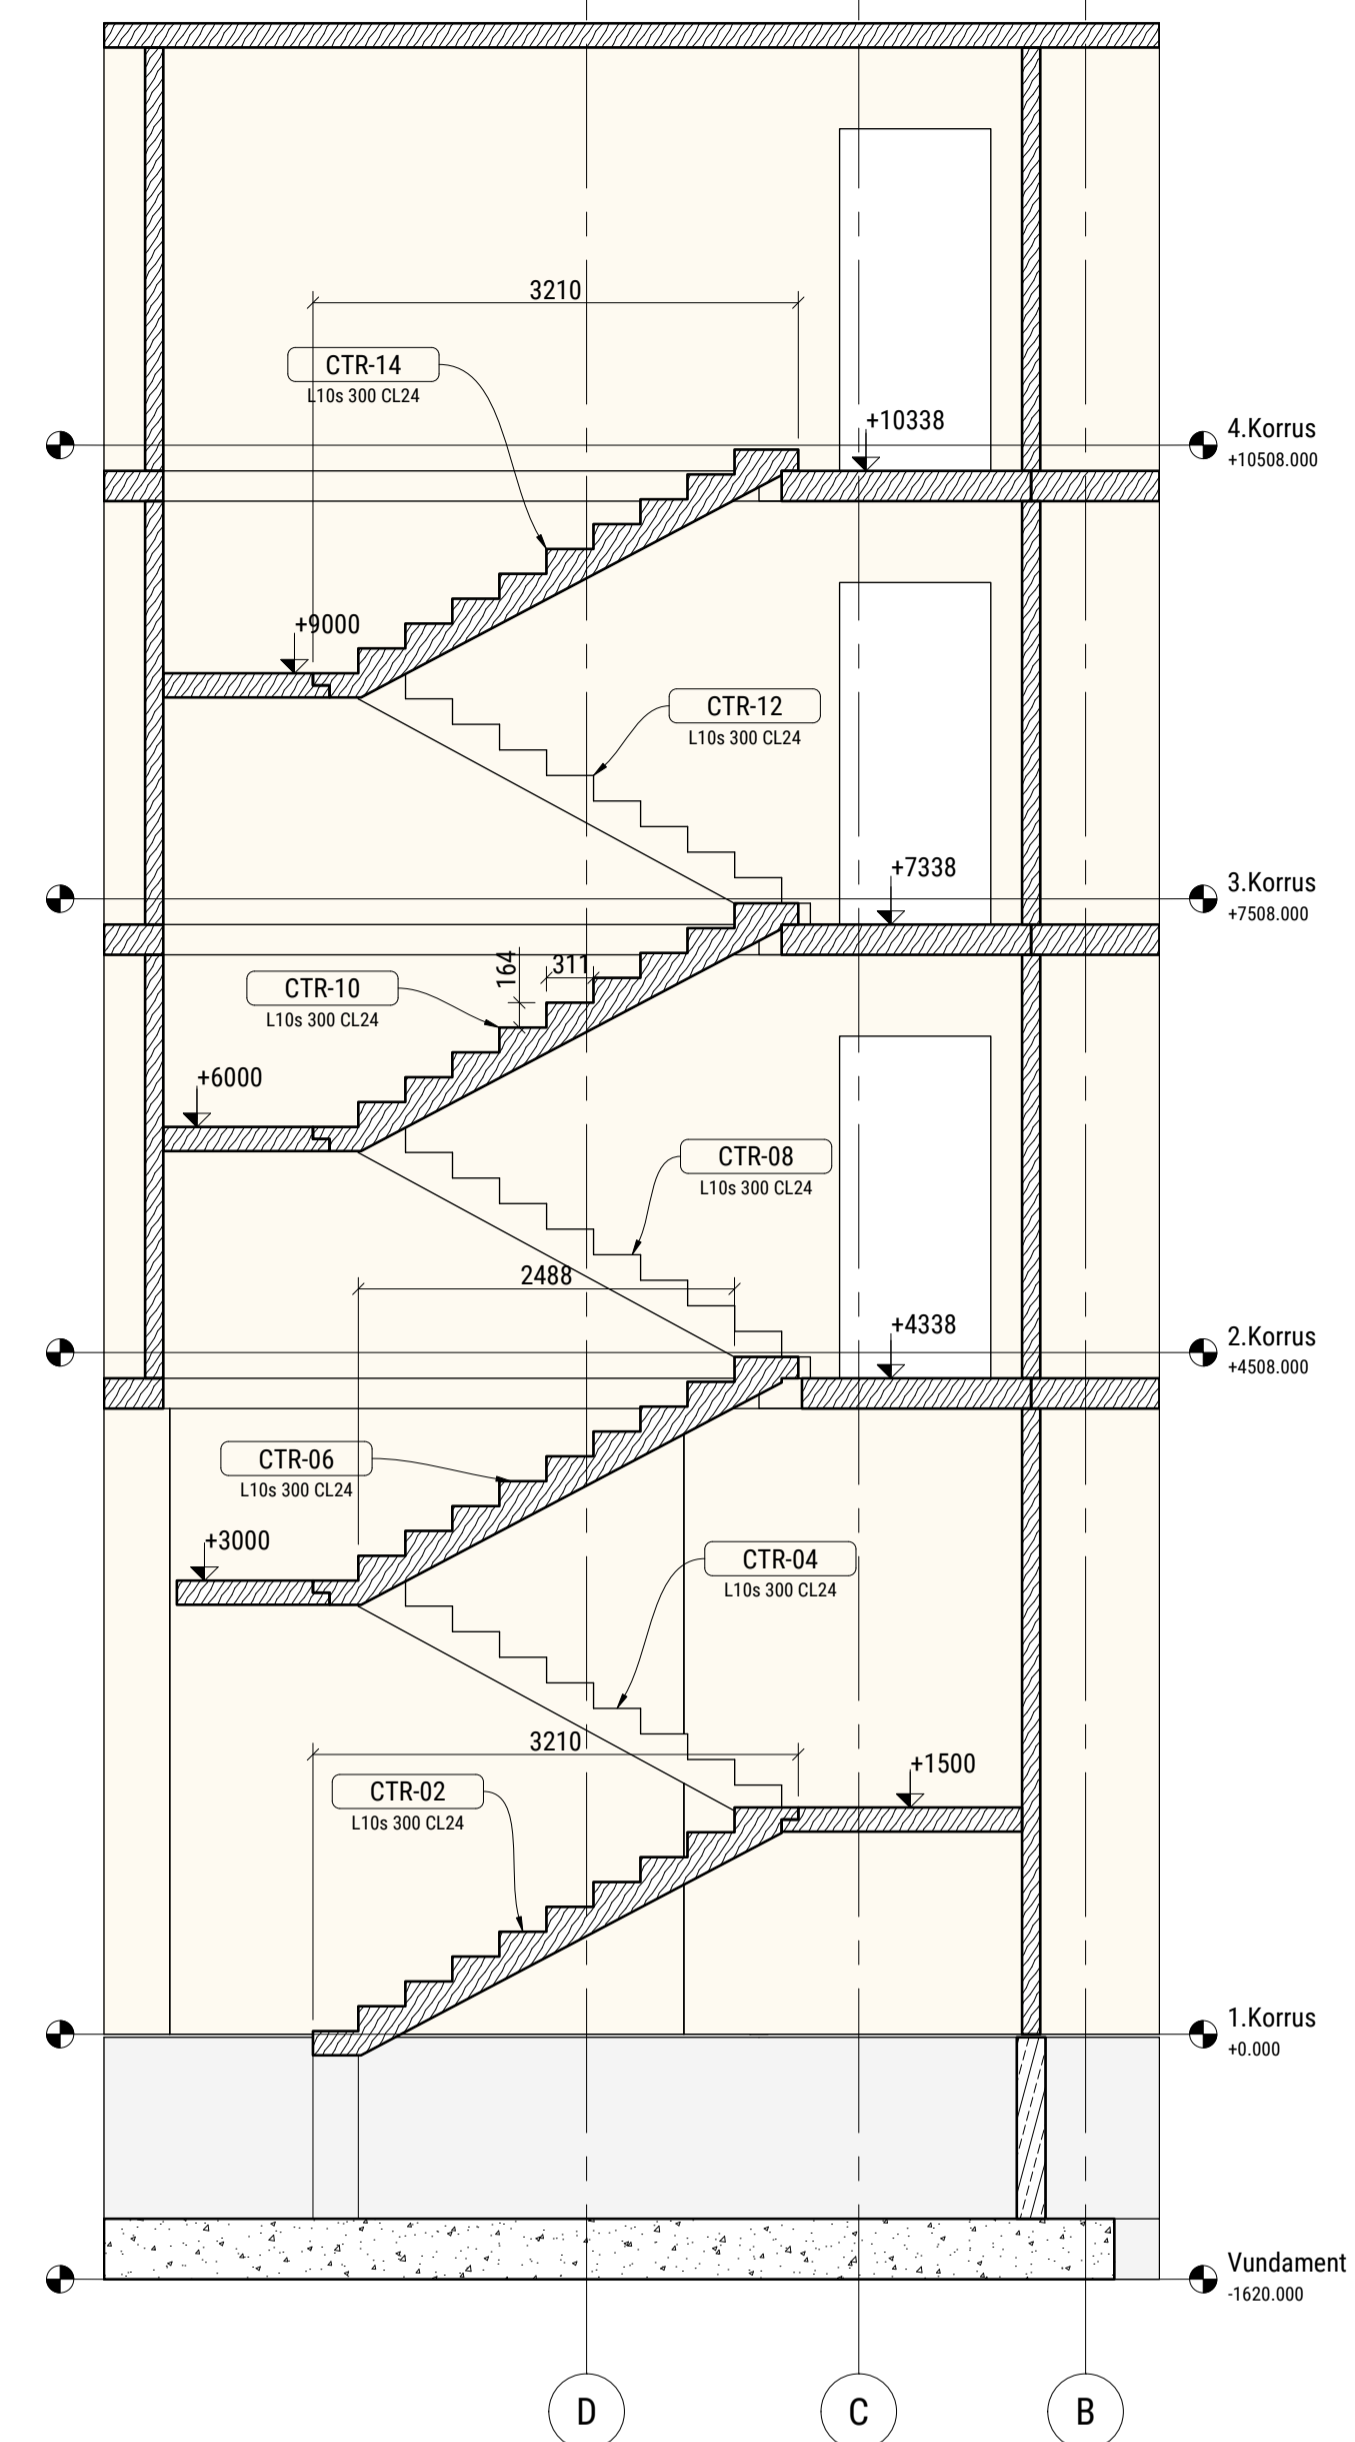 3210
CTR-14
L10s 300 CL24
+10338
4.Korrus
+10508.000
+9000
CTR-12
L10s 300 CL24
+7338
3.Korrus
+7508.000
164
311
CTR-10
L10s 300 CL24
+6000
CTR-08
L10s 300 CL24
2488
+4338
2.Korrus
+4508.000
CTR-06
L10s 300 CL24
+3000
CTR-04
L10s 300 CL24
3210
+1500
CTR-02
L10s 300 CL24
1.Korrus
+0.000
Vundament
-1620.000
D
C
B